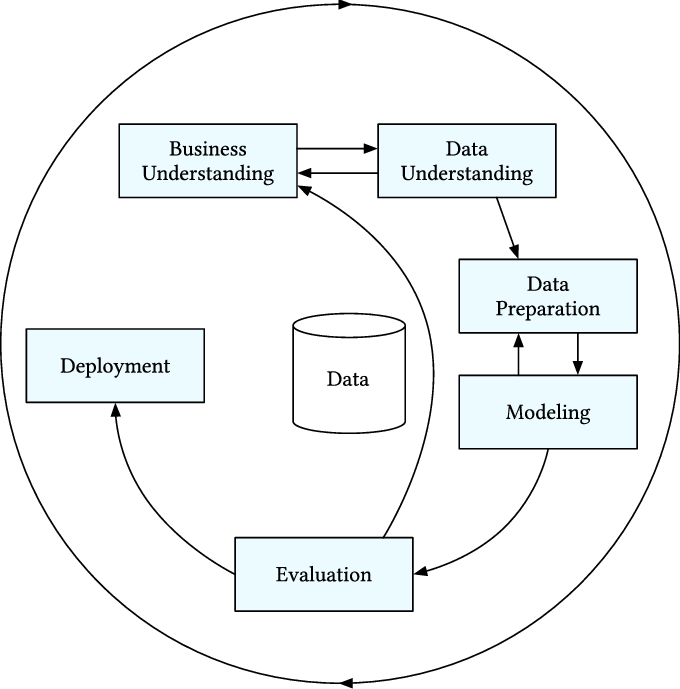 Business
Understanding
Data
Understanding
Data
Preparation
Deployment
Data
Modeling
Evaluation